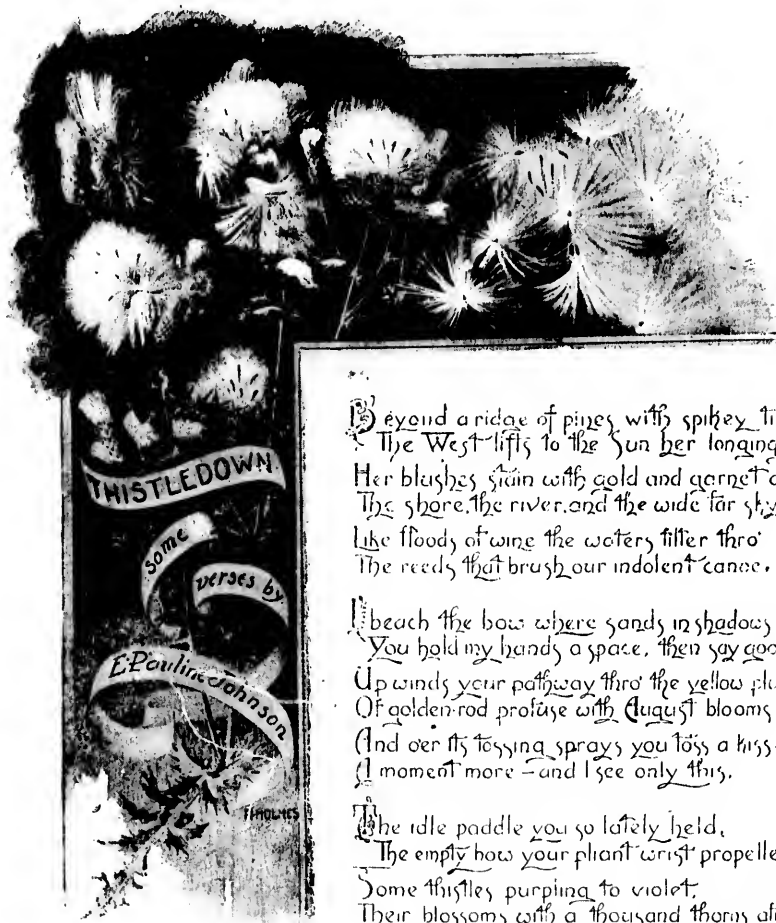 THISTLEDOWN.
some
verses by
E. Pauline Johnson
F.HOLMES
Beyond a ridge of pines with spikey ti
The West lifts to the Sun her longing
Her blushes stain with gold and garnet
The shore, the river, and the wide far sky
Like floods of wine the waters filter thro'
The reeds that brush our indolent canoe.
I beach the bow where sands in shadows
You hold my hands a space, then say goo
Up winds your pathway thro' the yellow plu
Of golden-rod profuse with August blooms
And o'er its tossing sprays you toss a kiss
A moment more – and I see only this.
The idle paddle you so lately held,
The empty bow your pliant wrist propelle
Some thistles purpling to violet,
Their blossoms with a thousand thorns af